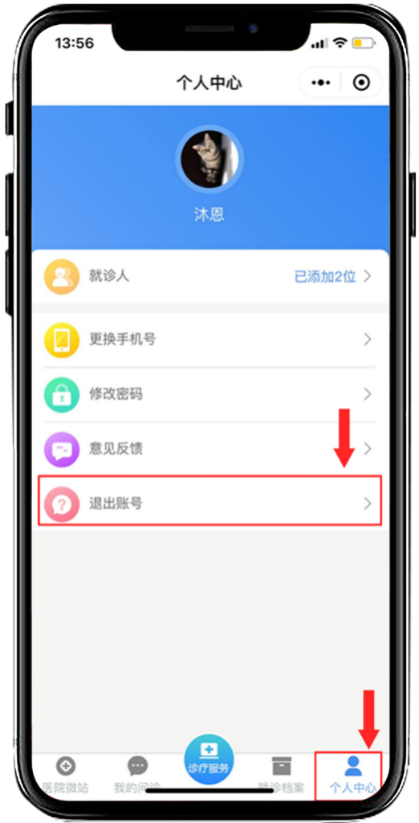 13:56
个人中心
沐恩
就诊人
已添加2位
更换手机号
修改密码
意见反馈
退出账号
医院微站
我的问诊
诊疗服务
就诊档案
个人中心